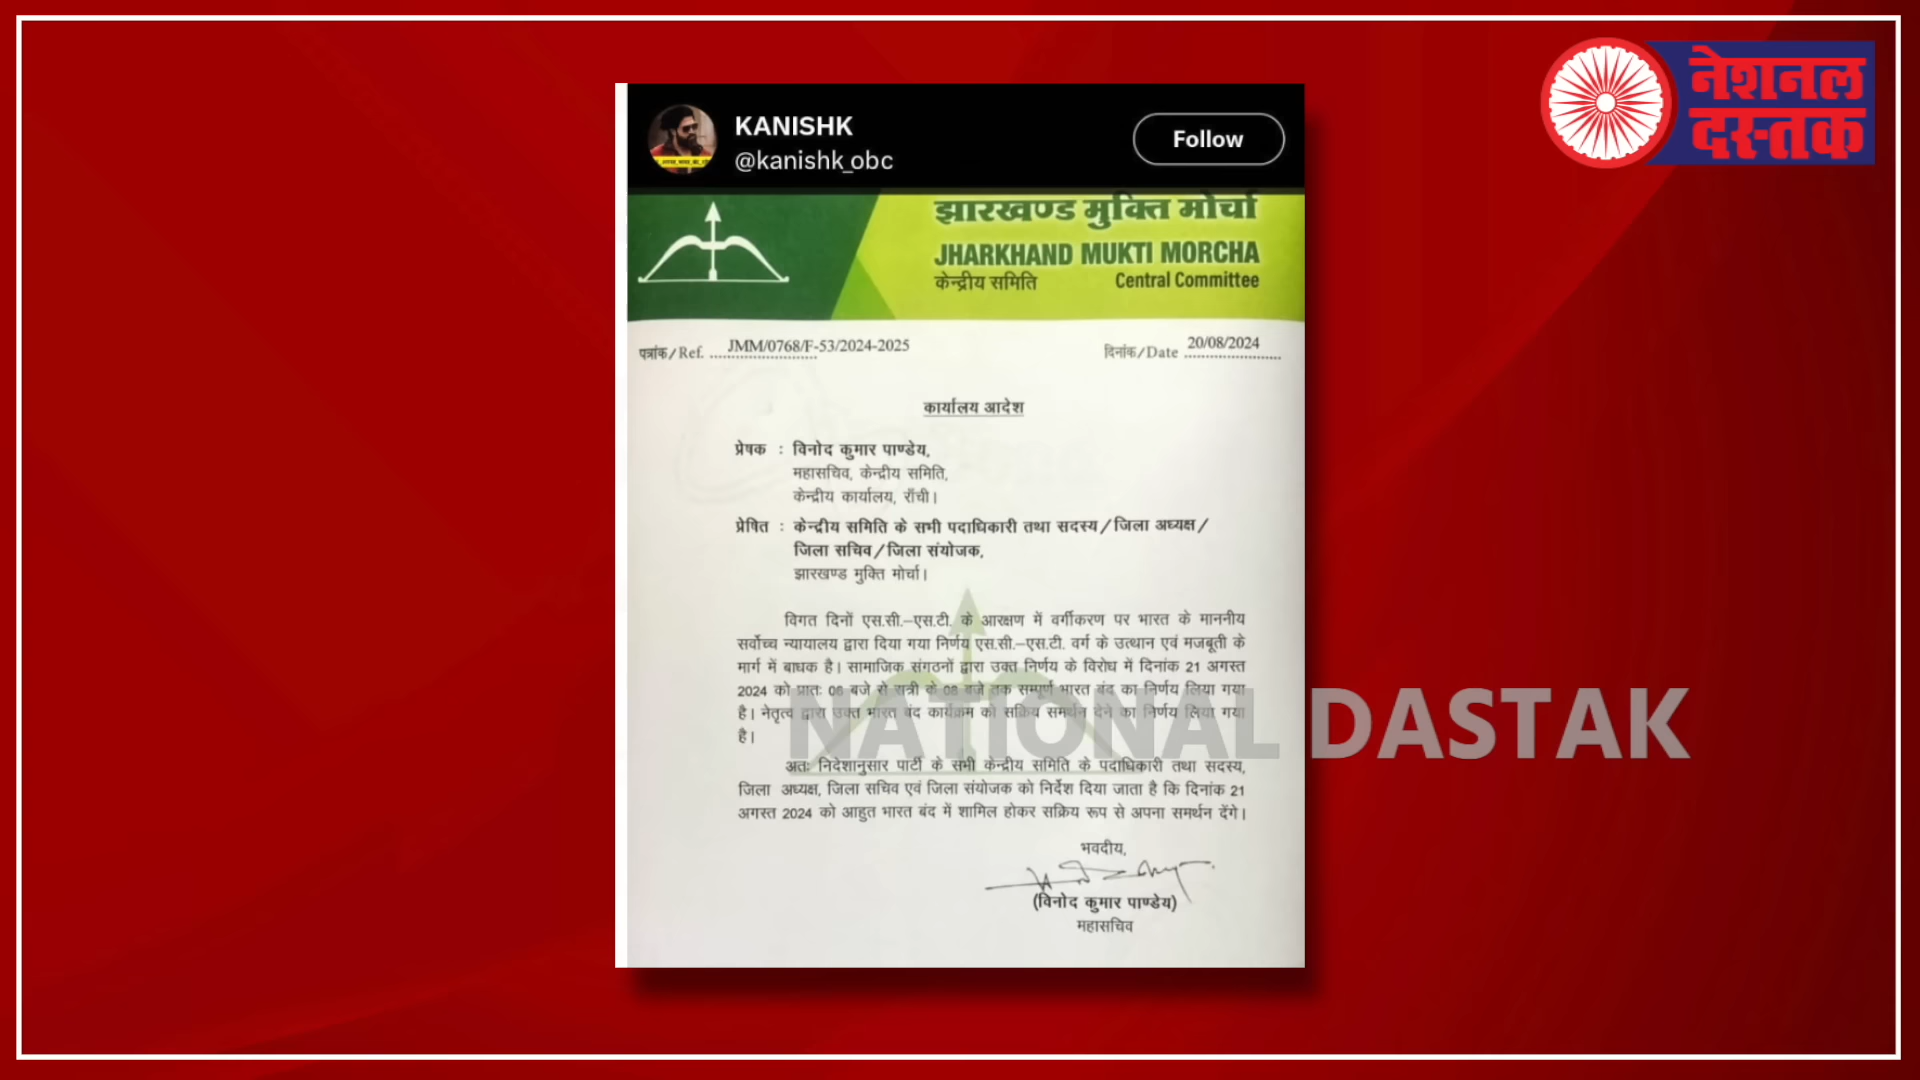 नेशनल
दस्तक
KANISHK
@kanishk_obc
Follow
झारखण्ड मुक्ति मोर्चा
JHARKHAND MUKTI MORCHA
केन्द्रीय समिति Central Committee
पत्रांक/Ref. JMM/0768/F-53/2024-2025 दिनांक/Date 20/08/2024
कार्यालय आदेश
प्रेषक : विनोद कुमार पाण्डेय,
महासचिव, केन्द्रीय समिति,
केन्द्रीय कार्यालय, राँची।
प्रेषित : केन्द्रीय समिति के सभी पदाधिकारी तथा सदस्य/जिला अध्यक्ष/
जिला सचिव/जिला संयोजक,
झारखण्ड मुक्ति मोर्चा।
विगत दिनों एस.सी.–एस.टी. के आरक्षण में वर्गीकरण पर भारत के माननीय
सर्वोच्च न्यायालय द्वारा दिया गया निर्णय एस.सी.–एस.टी. वर्ग के उत्थान एवं मजबूती के
मार्ग में बाधक है। सामाजिक संगठनों द्वारा उक्त निर्णय के विरोध में दिनांक 21 अगस्त
2024 को प्रातः 06 बजे से रात्री के 08 बजे तक सम्पूर्ण भारत बंद का निर्णय लिया गया
है। नेतृत्व द्वारा उक्त भारत बंद कार्यक्रम को सक्रिय समर्थन देने का निर्णय लिया गया
है।
NATIONAL DASTAK
अतः निदेशानुसार पार्टी के सभी केन्द्रीय समिति के पदाधिकारी तथा सदस्य,
जिला अध्यक्ष, जिला सचिव एवं जिला संयोजक को निर्देश दिया जाता है कि दिनांक 21
अगस्त 2024 को आहुत भारत बंद में शामिल होकर सक्रिय रूप से अपना समर्थन देंगे।
भवदीय,
(विनोद कुमार पाण्डेय)
महासचिव